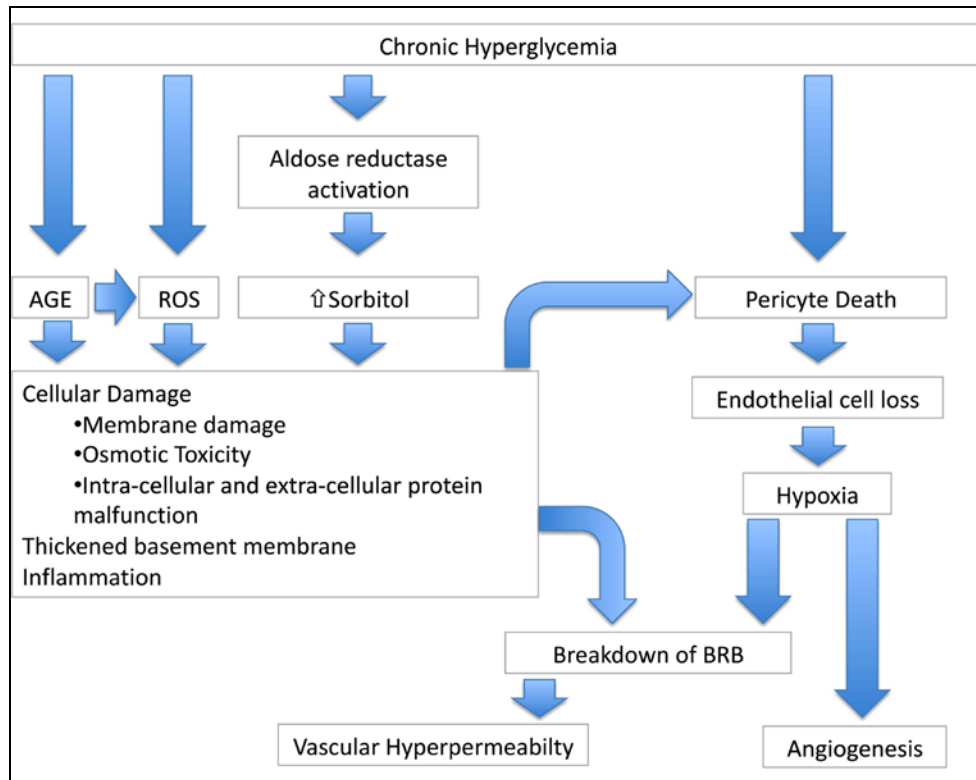 Chronic Hyperglycemia
Aldose reductase
activation
AGE
ROS
⇧Sorbitol
Pericyte Death
Cellular Damage
•Membrane damage
•Osmotic Toxicity
•Intra-cellular and extra-cellular protein
malfunction
Thickened basement membrane
Inflammation
Endothelial cell loss
Hypoxia
Breakdown of BRB
Vascular Hyperpermeabilty
Angiogenesis